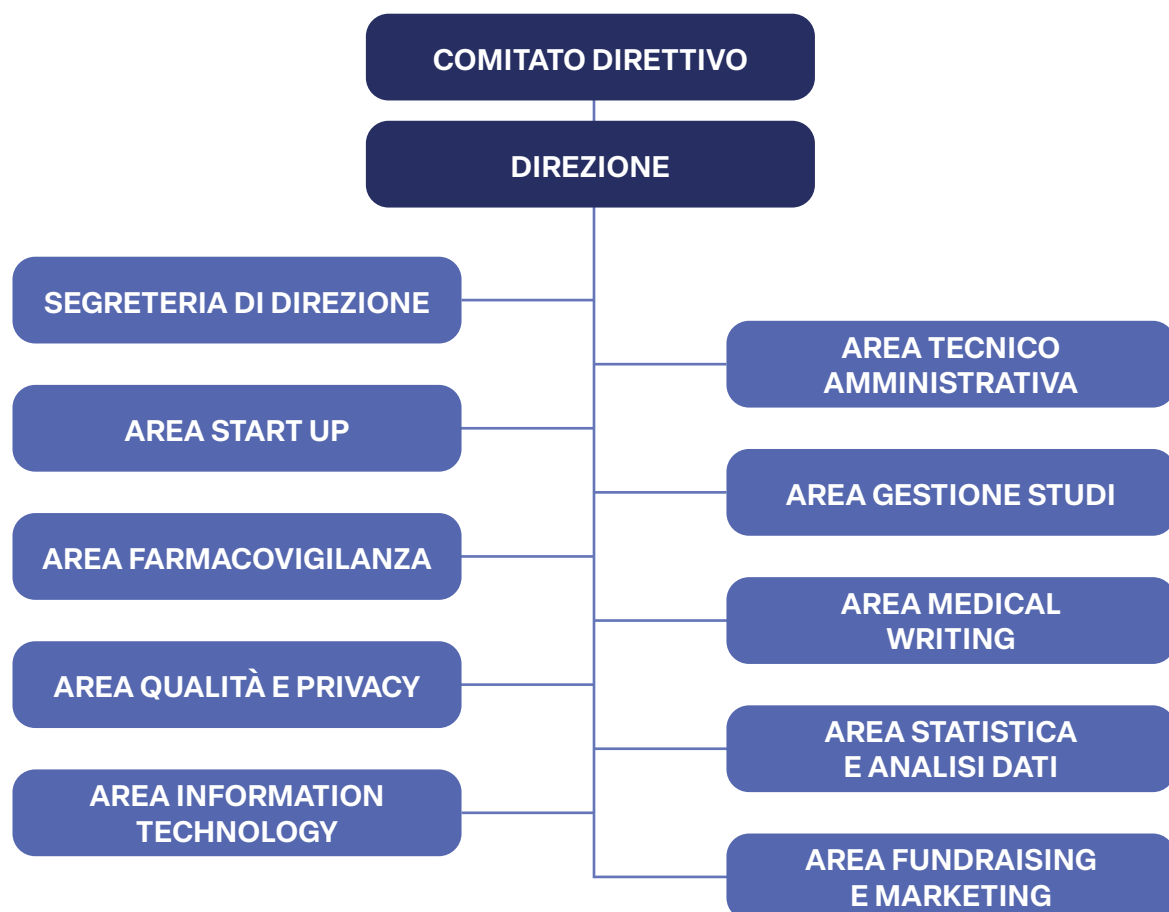 COMITATO DIRETTIVO
DIREZIONE
SEGRETERIA DI DIREZIONE
AREA TECNICO
AMMINISTRATIVA
AREA START UP
AREA GESTIONE STUDI
AREA FARMACOVIGILANZA
AREA MEDICAL
WRITING
AREA QUALITÀ E PRIVACY
AREA STATISTICA
E ANALISI DATI
AREA INFORMATION
TECHNOLOGY
AREA FUNDRAISING
E MARKETING